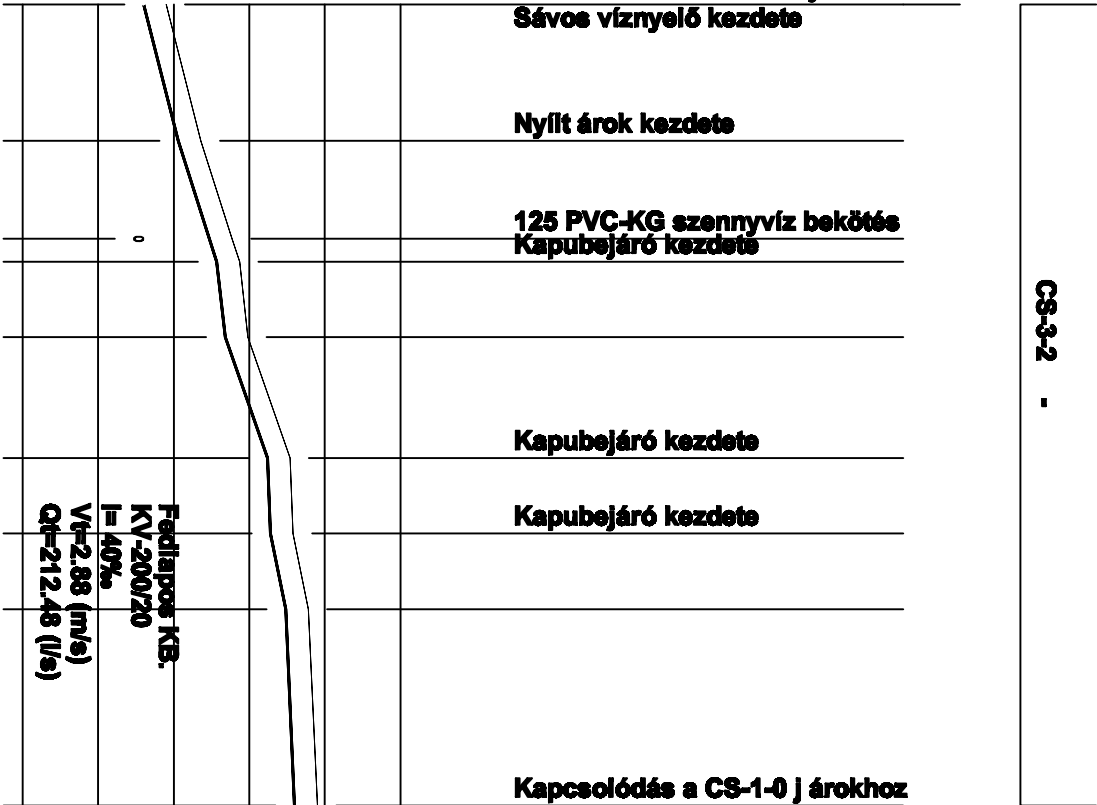 Sávos víznyelő kezdete
Nyílt árok kezdete
125 PVC-KG szennyvíz bekötés
Kapubejáró kezdete
Kapubejáró kezdete
Kapubejáró kezdete
Kapcsolódás a CS-1-0 j árokhoz
Fedlapos KB.
KV-200/20
I= 40‰
Vt=2.88 (m/s)
Qt=212.48 (l/s)
CS-3-2 -